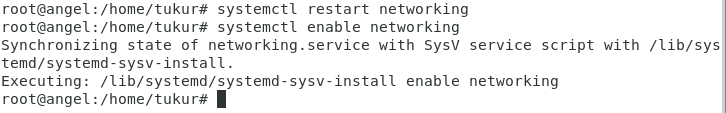 root@angel:/home/tukur# systemctl restart networking
root@angel:/home/tukur# systemctl enable networking
Synchronizing state of networking.service with SysV service script with /lib/sys
temd/systemd-sysv-install.
Executing: /lib/systemd/systemd-sysv-install enable networking
root@angel:/home/tukur#